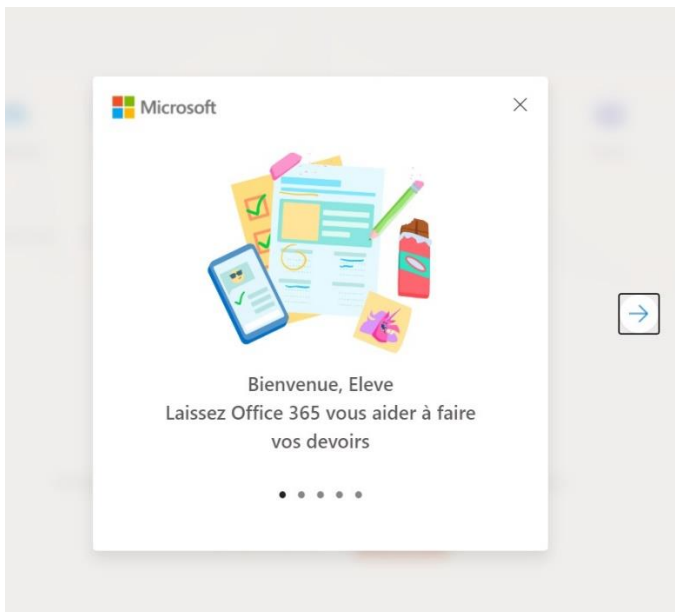 Microsoft
Bienvenue, Eleve
Laissez Office 365 vous aider à faire
vos devoirs